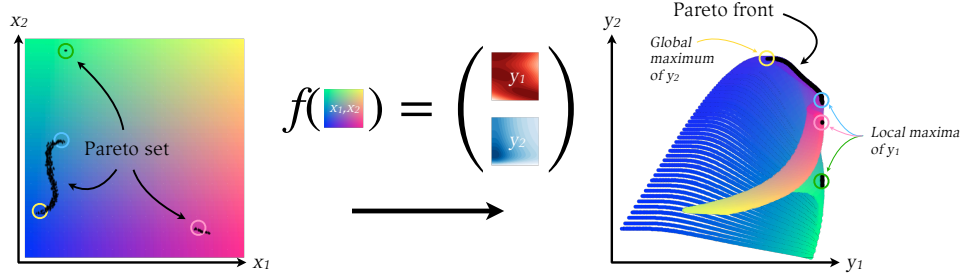 x2
Pareto set
x1
f( x1,x2 ) = ( y1 y2 )
y2
Pareto front
Global
maximum
of y2
Local maxima
of y1
y1